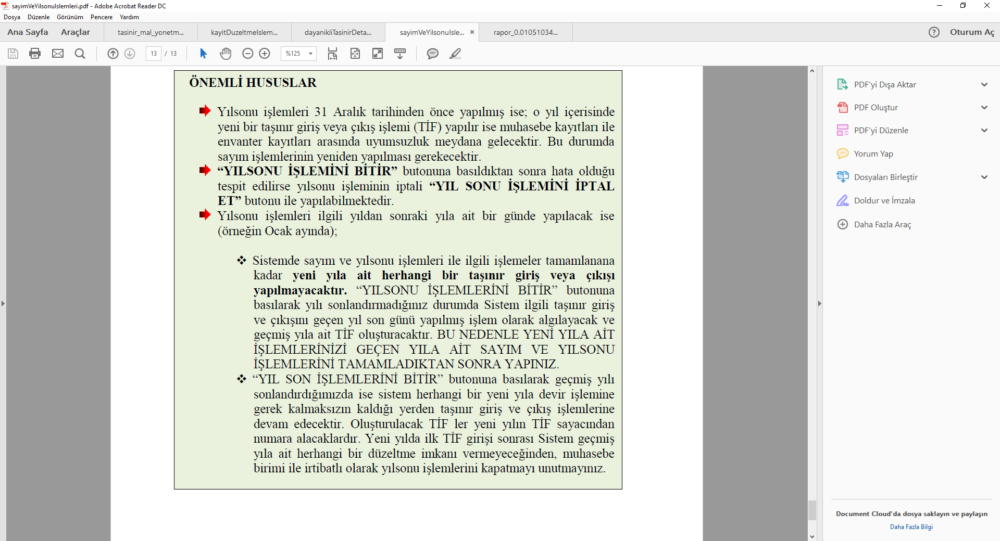 sayimVeYilsonuIslemleri.pdf - Adobe Acrobat Reader DC
Dosya Düzenle Görünüm Pencere Yardım
Ana Sayfa Araçlar tasinir_mal_yonetm... kayitDuzeltmeIslem... dayanikliTasinirDeta... sayimVeYilsonuIsle... rapor_0.01051034... Oturum Aç
13 / 13 %125
ÖNEMLİ HUSUSLAR
Yılsonu işlemleri 31 Aralık tarihinden önce yapılmış ise; o yıl içerisinde
yeni bir taşınır giriş veya çıkış işlemi (TİF) yapılır ise muhasebe kayıtları ile
envanter kayıtları arasında uyumsuzluk meydana gelecektir. Bu durumda
sayım işlemlerinin yeniden yapılması gerekecektir.
“YILSONU İŞLEMİNİ BİTİR” butonuna basıldıktan sonra hata olduğu
tespit edilirse yılsonu işleminin iptali “YIL SONU İŞLEMİNİ İPTAL
ET” butonu ile yapılabilmektedir.
Yılsonu işlemleri ilgili yıldan sonraki yıla ait bir günde yapılacak ise
(örneğin Ocak ayında);
Sistemde sayım ve yılsonu işlemleri ile ilgili işlemeler tamamlanana
kadar yeni yıla ait herhangi bir taşınır giriş veya çıkışı
yapılmayacaktır. “YILSONU İŞLEMLERİNİ BİTİR” butonuna
basılarak yılı sonlandırmadığınız durumda Sistem ilgili taşınır giriş
ve çıkışını geçen yıl son günü yapılmış işlem olarak algılayacak ve
geçmiş yıla ait TİF oluşturacaktır. BU NEDENLE YENİ YILA AİT
İŞLEMLERİNİZİ GEÇEN YILA AİT SAYIM VE YILSONU
İŞLEMLERİNİ TAMAMLADIKTAN SONRA YAPINIZ.
“YIL SON İŞLEMLERİNİ BİTİR” butonuna basılarak geçmiş yılı
sonlandırdığımızda ise sistem herhangi bir yeni yıla devir işlemine
gerek kalmaksızın kaldığı yerden taşınır giriş ve çıkış işlemlerine
devam edecektir. Oluşturulacak TİF ler yeni yılın TİF sayacından
numara alacaklardır. Yeni yılda ilk TİF girişi sonrası Sistem geçmiş
yıla ait herhangi bir düzeltme imkanı vermeyeceğinden, muhasebe
birimi ile irtibatlı olarak yılsonu işlemlerini kapatmayı unutmayınız.
PDF'yi Dışa Aktar
PDF Oluştur
PDF'yi Düzenle
Yorum Yap
Dosyaları Birleştir
Doldur ve İmzala
Daha Fazla Araç
Document Cloud'da dosya saklayın ve paylaşın
Daha Fazla Bilgi